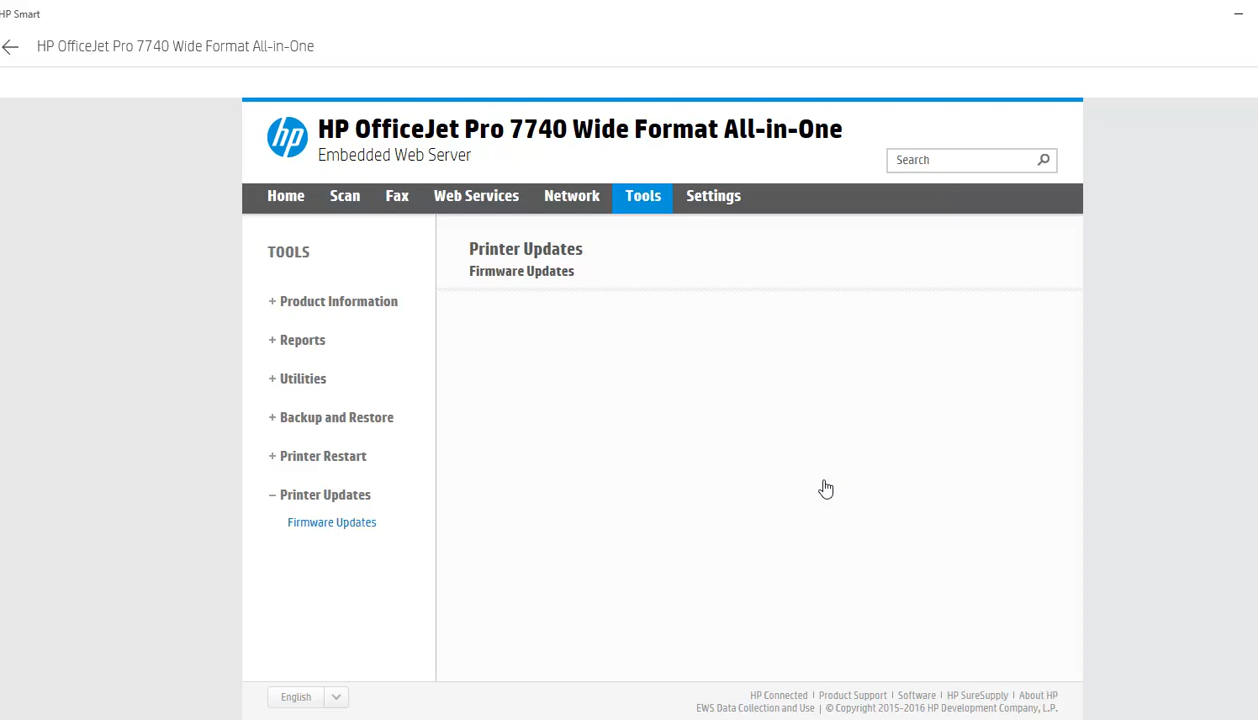 HP Smart
HP OfficeJet Pro 7740 Wide Format All-in-One
hp
HP OfficeJet Pro 7740 Wide Format All-in-One
Embedded Web Server
Search
Home Scan Fax Web Services Network Tools Settings
TOOLS
+ Product Information
+ Reports
+ Utilities
+ Backup and Restore
+ Printer Restart
– Printer Updates
Firmware Updates
Printer Updates
Firmware Updates
English
HP Connected | Product Support | Software | HP SureSupply | About HP
EWS Data Collection and Use | © Copyright 2015-2016 HP Development Company, L.P.